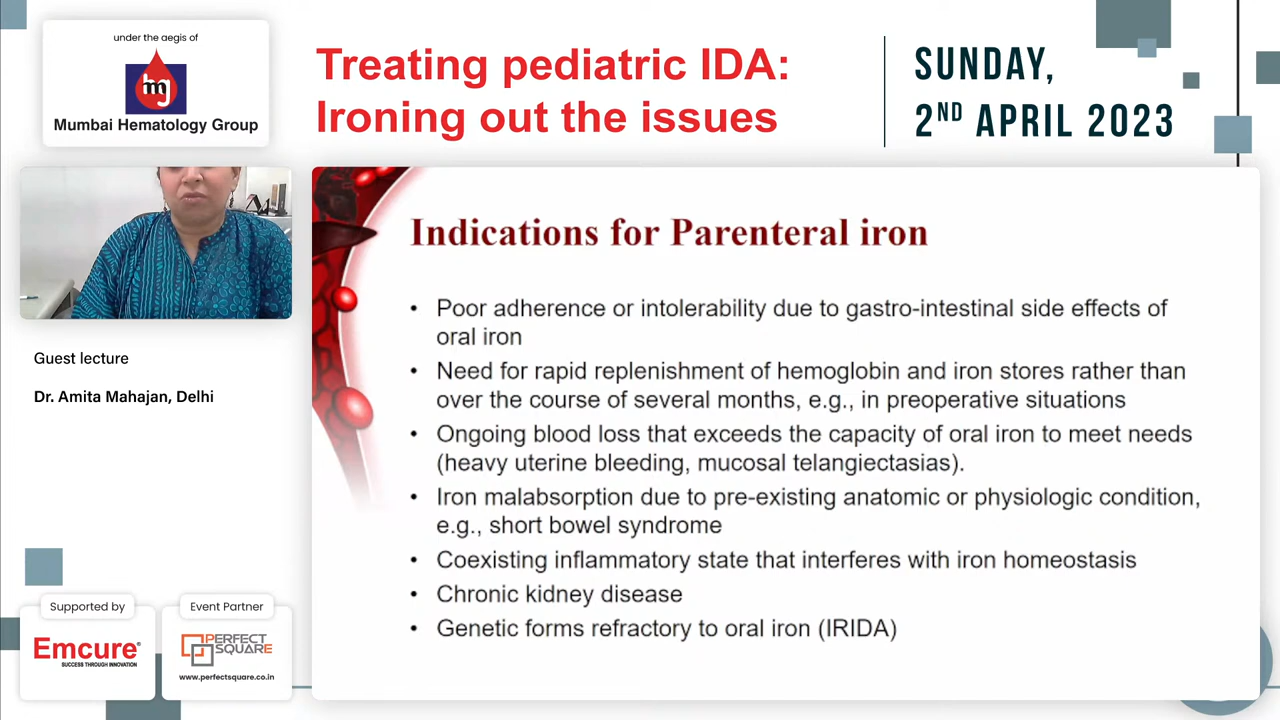 under the aegis of
hmg
Mumbai Hematology Group
Treating pediatric IDA:
Ironing out the issues
SUNDAY,
2ND APRIL 2023
Guest lecture
Dr. Amita Mahajan, Delhi
Indications for Parenteral iron
• Poor adherence or intolerability due to gastro-intestinal side effects of
oral iron
• Need for rapid replenishment of hemoglobin and iron stores rather than
over the course of several months, e.g., in preoperative situations
• Ongoing blood loss that exceeds the capacity of oral iron to meet needs
(heavy uterine bleeding, mucosal telangiectasias).
• Iron malabsorption due to pre-existing anatomic or physiologic condition,
e.g., short bowel syndrome
• Coexisting inflammatory state that interferes with iron homeostasis
• Chronic kidney disease
• Genetic forms refractory to oral iron (IRIDA)
Supported by
Emcure®
SUCCESS THROUGH INNOVATION
Event Partner
PERFECT
SQUARE
www.perfectsquare.co.in